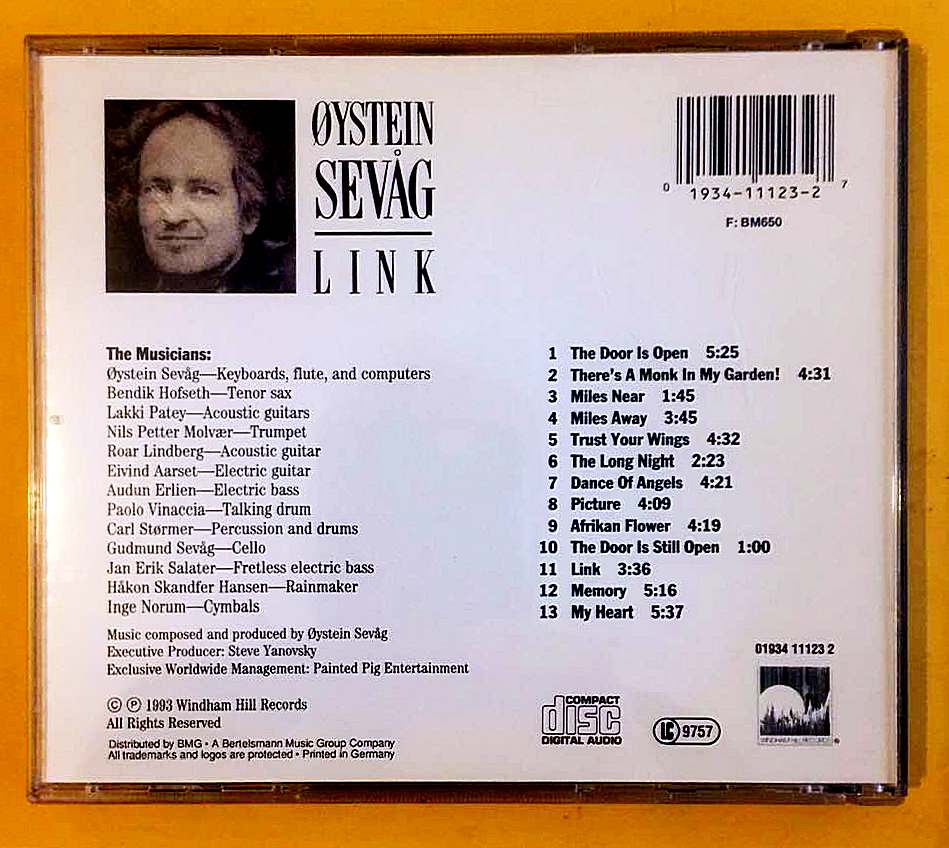 ØYSTEIN
SEVÅG
LINK
0 1934-11123-2 7
F: BM650
The Musicians:
Øystein Sevåg—Keyboards, flute, and computers
Bendik Hofseth—Tenor sax
Lakki Patey—Acoustic guitars
Nils Petter Molvær—Trumpet
Roar Lindberg—Acoustic guitar
Eivind Aarset—Electric guitar
Audun Erlien—Electric bass
Paolo Vinaccia—Talking drum
Carl Størmer—Percussion and drums
Gudmund Sevåg—Cello
Jan Erik Salater—Fretless electric bass
Håkon Skandfer Hansen—Rainmaker
Inge Norum—Cymbals
Music composed and produced by Øystein Sevåg
Executive Producer: Steve Yanovsky
Exclusive Worldwide Management: Painted Pig Entertainment
© ℗ 1993 Windham Hill Records
All Rights Reserved
Distributed by BMG • A Bertelsmann Music Group Company
All trademarks and logos are protected • Printed in Germany
1 The Door Is Open 5:25
2 There's A Monk In My Garden! 4:31
3 Miles Near 1:45
4 Miles Away 3:45
5 Trust Your Wings 4:32
6 The Long Night 2:23
7 Dance Of Angels 4:21
8 Picture 4:09
9 Afrikan Flower 4:19
10 The Door Is Still Open 1:00
11 Link 3:36
12 Memory 5:16
13 My Heart 5:37
COMPACT
disc
DIGITAL AUDIO
LC 9757
01934 11123 2
WINDHAM HILL RECORDS ®